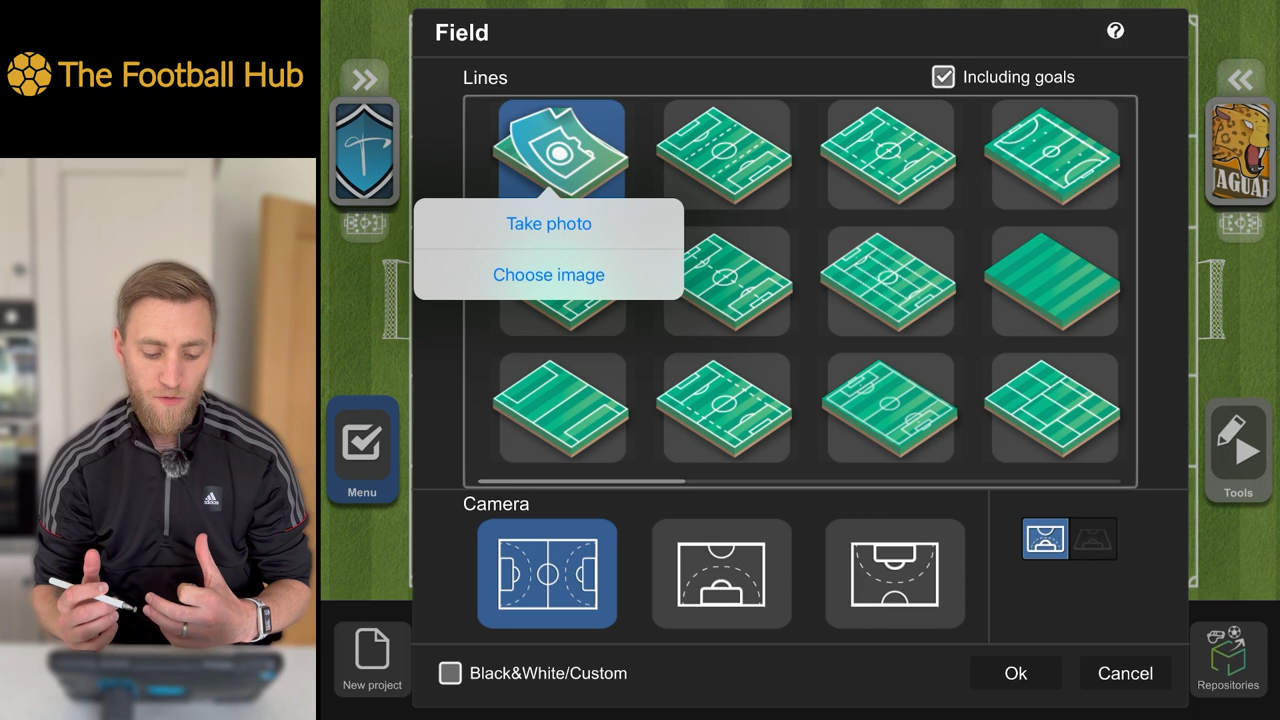 The Football Hub
Field
?
Lines
Including goals
JAGUAR
Take photo
Choose image
Menu
Tools
Camera
New project
Black&White/Custom
Ok
Cancel
Repositories